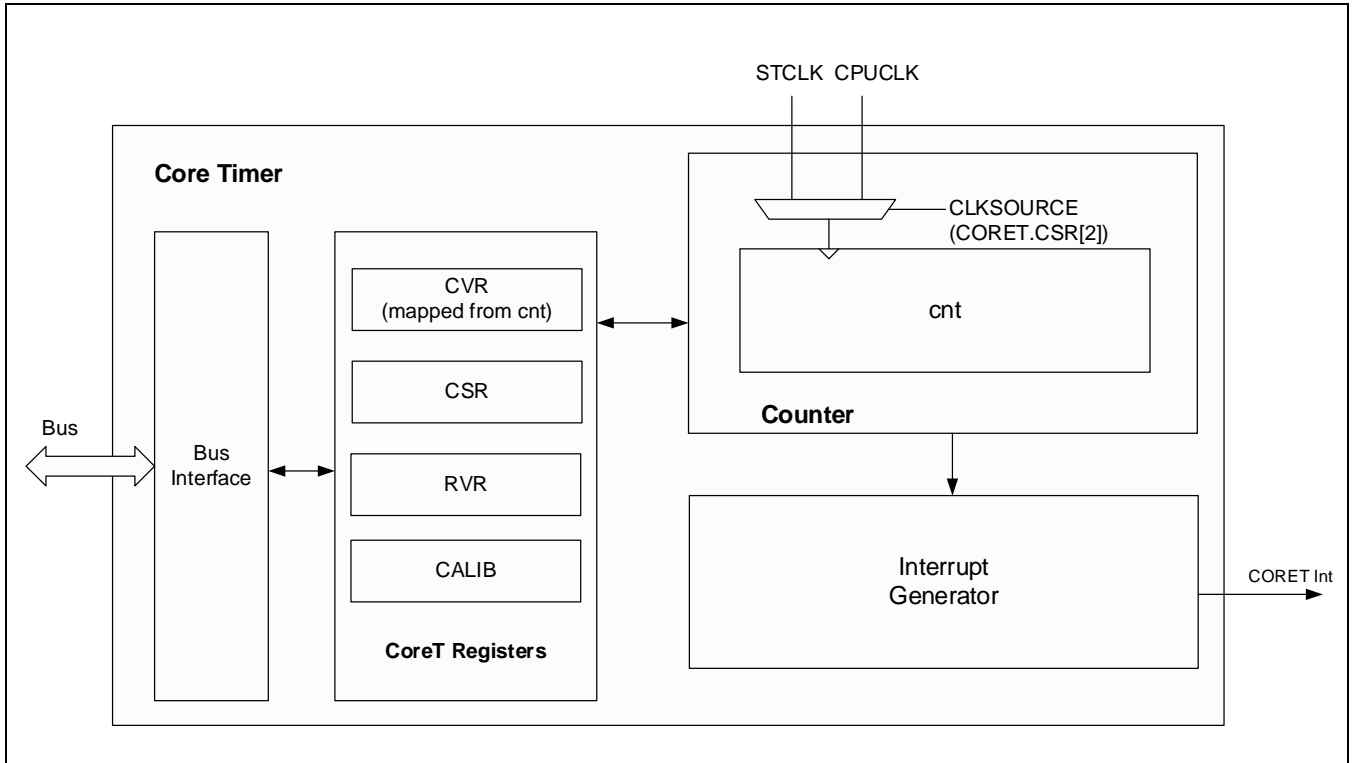 STCLK CPUCLK
Core Timer
CLKSOURCE
(CORET.CSR[2])
CVR
(mapped from cnt)
cnt
CSR
Counter
Bus
Bus
Interface
RVR
Interrupt
Generator
CALIB
CORET Int
CoreT Registers